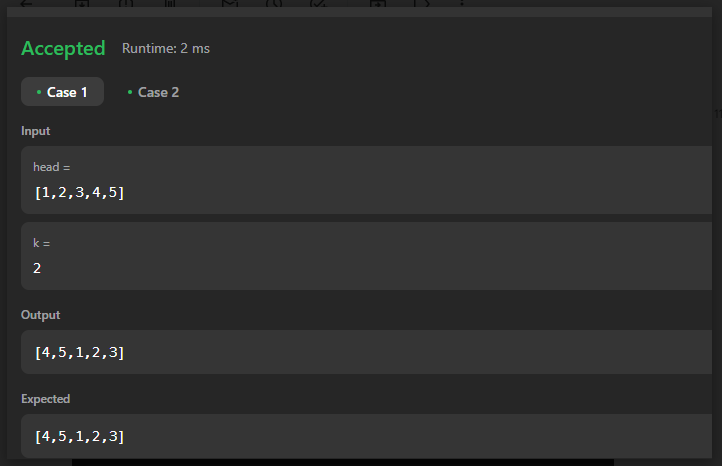 Accepted Runtime: 2 ms
• Case 1 • Case 2
Input
head =
[1,2,3,4,5]
k =
2
Output
[4,5,1,2,3]
Expected
[4,5,1,2,3]